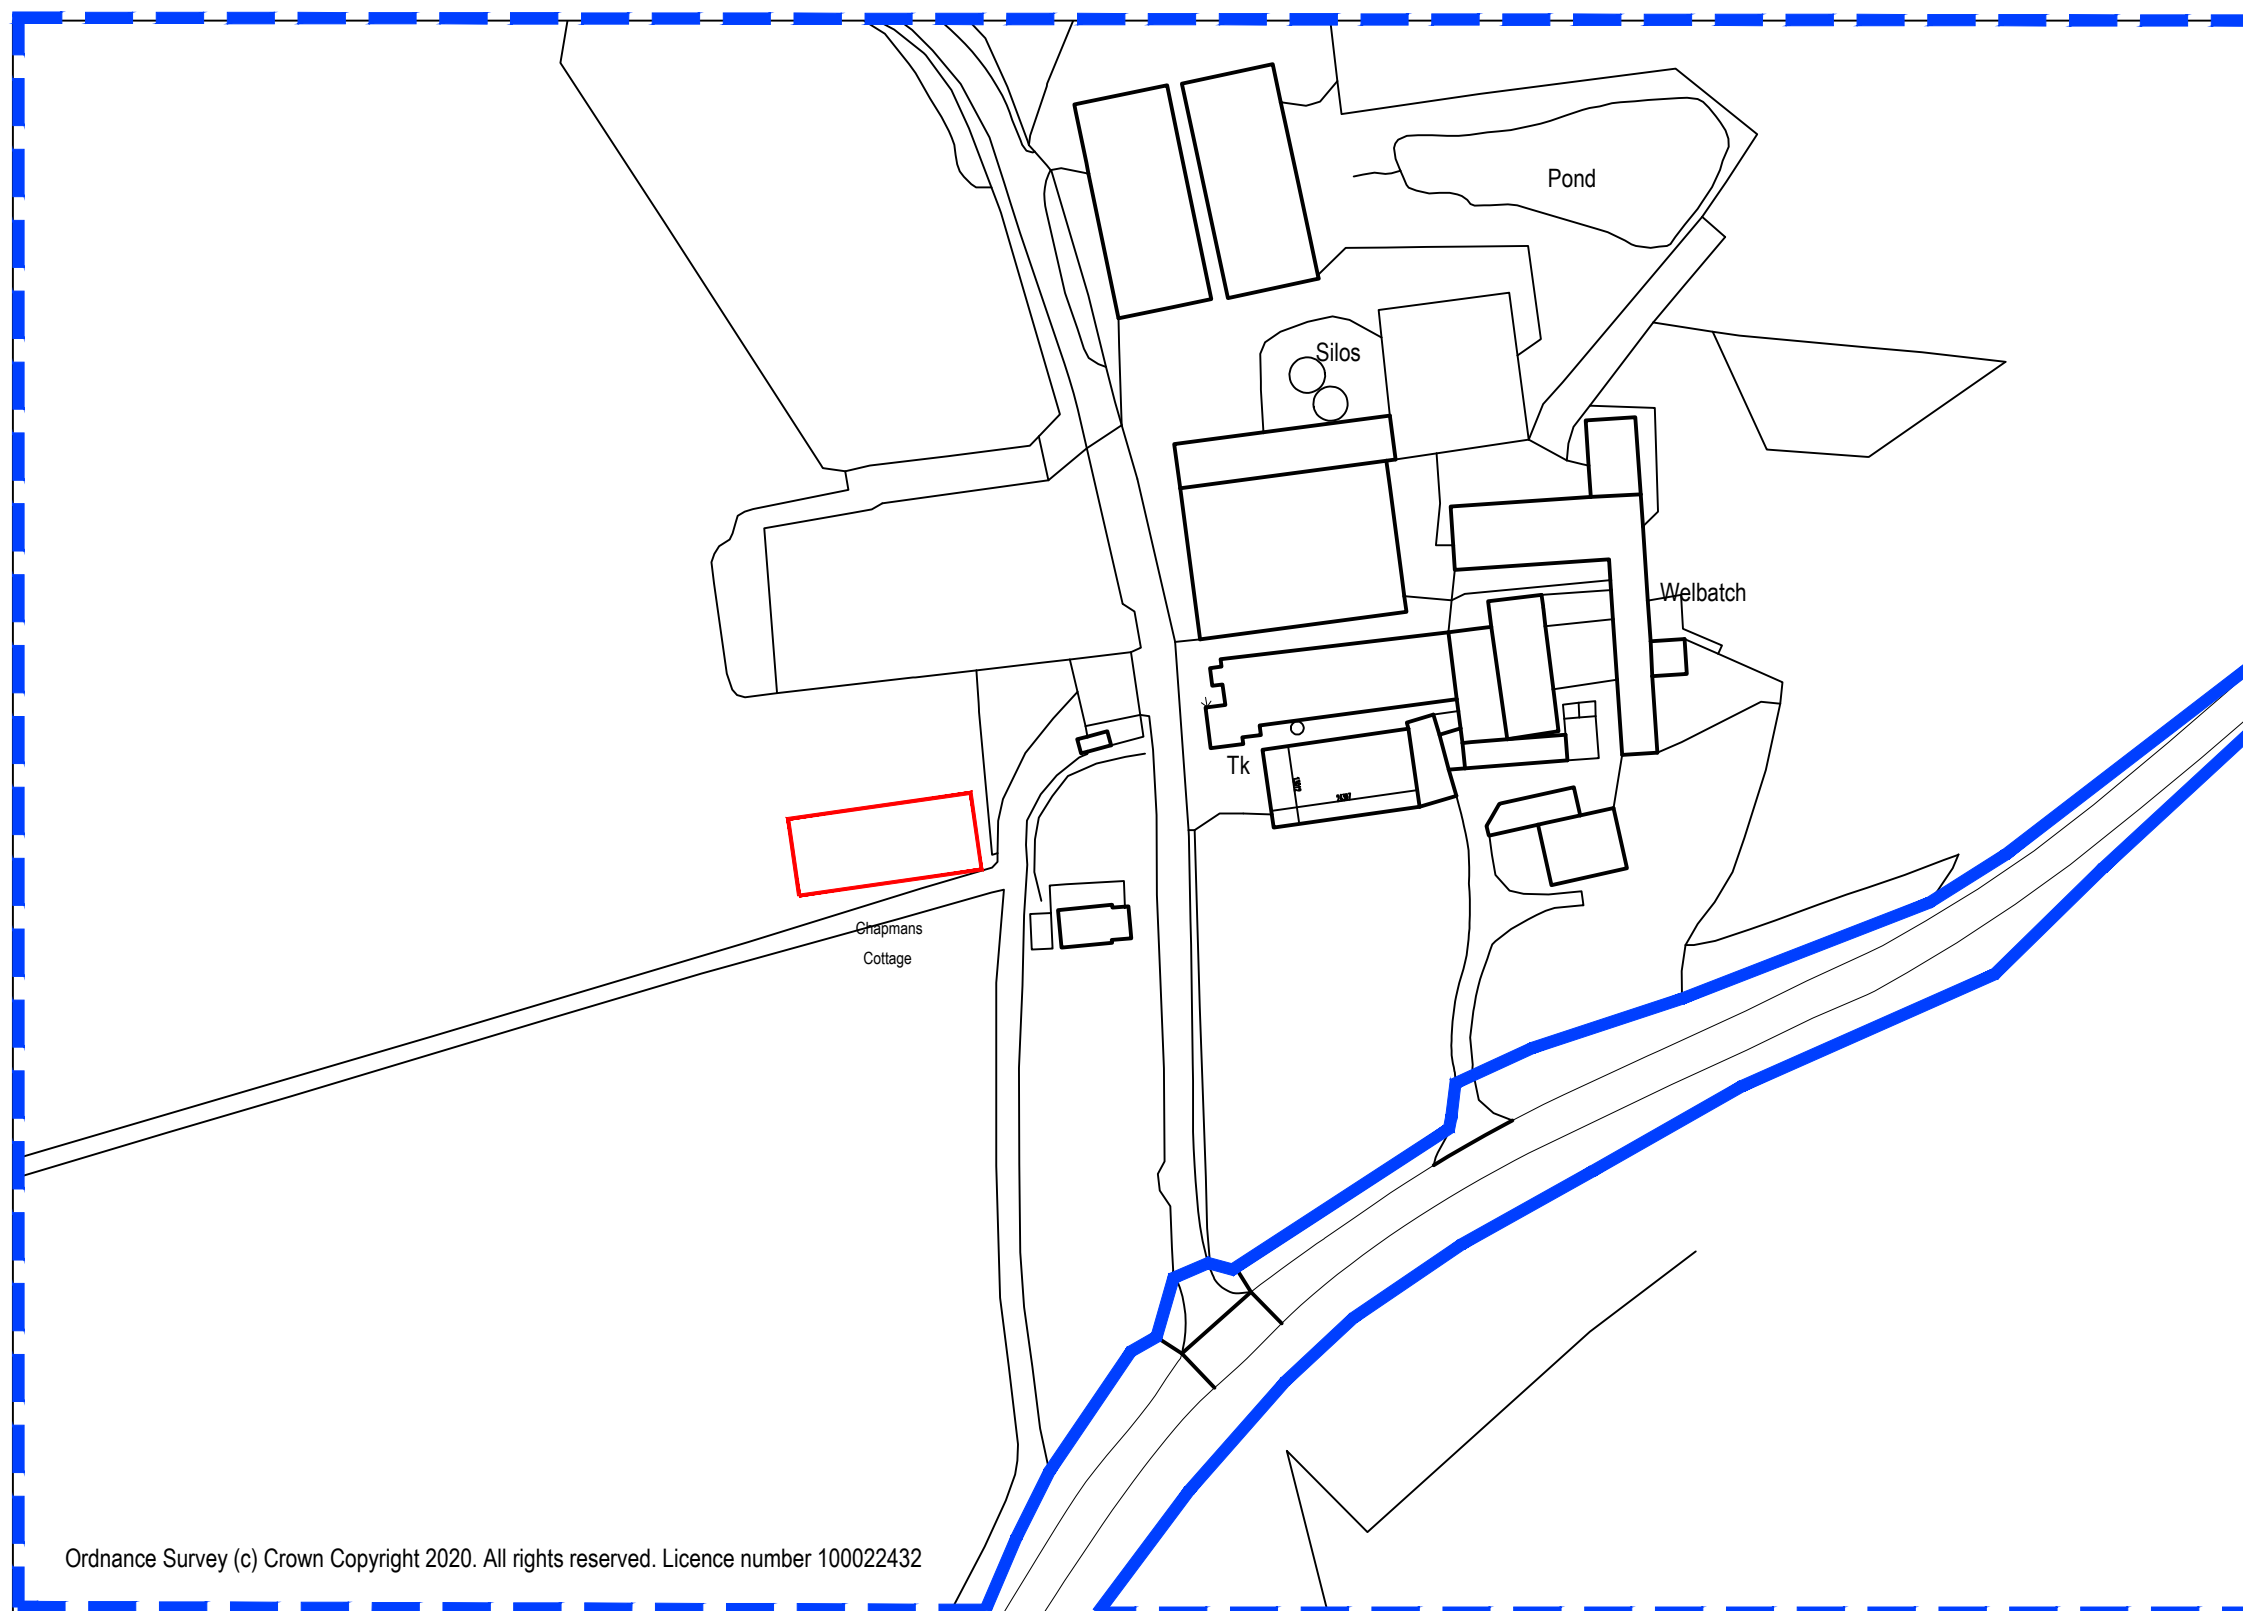 Pond
Silos
Welbatch
Tk
Chapmans
Cottage
Ordnance Survey (c) Crown Copyright 2020. All rights reserved. Licence number 100022432